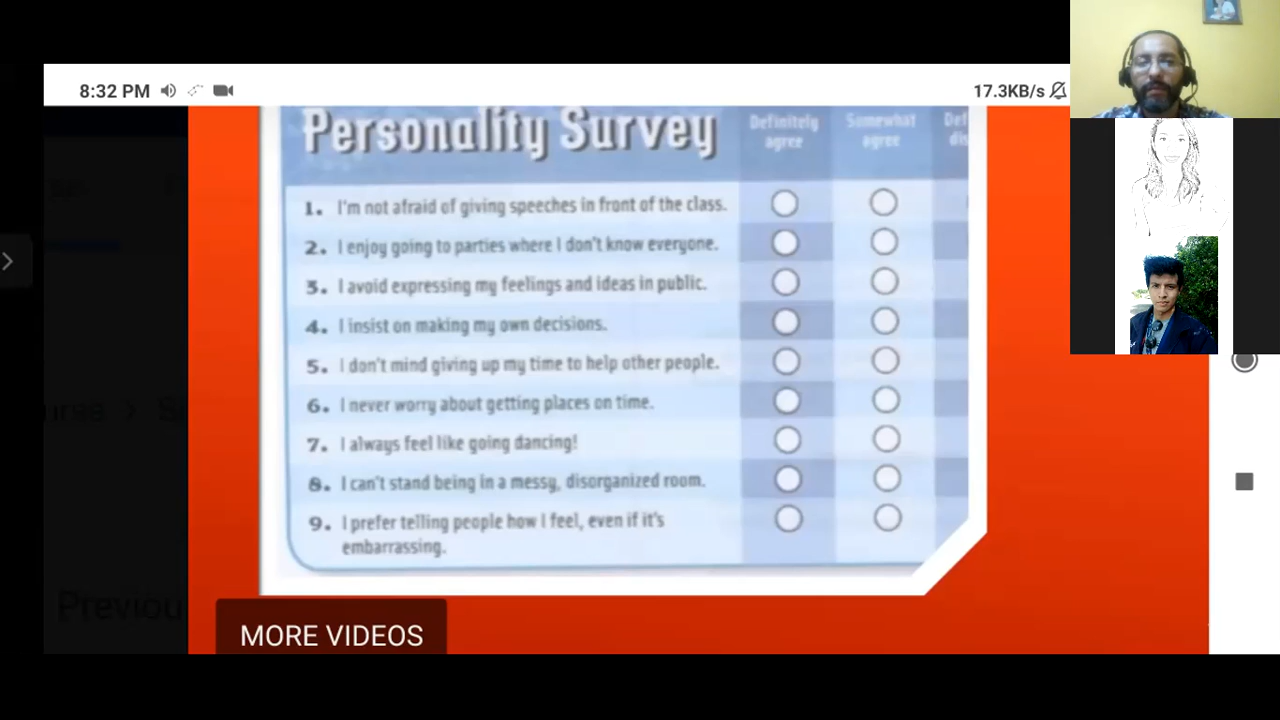 8:32 PM
17.3KB/s
Personality Survey
Definitely agree
Somewhat agree
1. I'm not afraid of giving speeches in front of the class.
2. I enjoy going to parties where I don't know everyone.
3. I avoid expressing my feelings and ideas in public.
4. I insist on making my own decisions.
5. I don't mind giving up my time to help other people.
6. I never worry about getting places on time.
7. I always feel like going dancing!
8. I can't stand being in a messy, disorganized room.
9. I prefer telling people how I feel, even if it's
embarrassing.
Previou
MORE VIDEOS